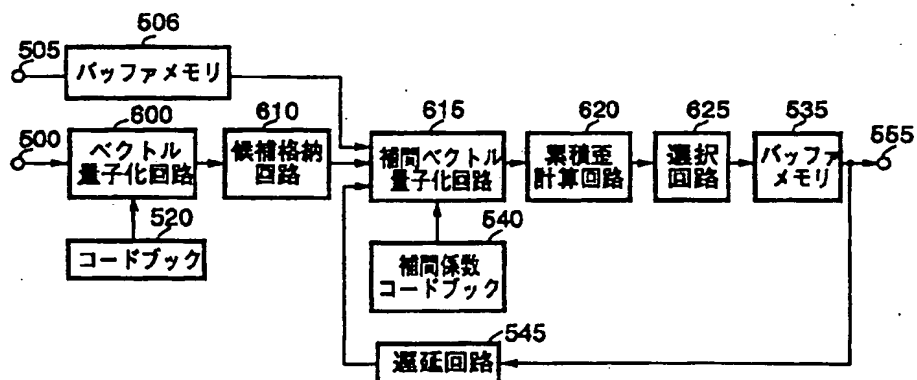 506
505
バッファメモリ
600
610
615
620
625
535
500
ベクトル
量子化回路
候補格納
回路
補間ベクトル
量子化回路
累積歪
計算回路
選択
回路
バッファ
メモリ
555
520
コードブック
540
補間係数
コードブック
545
遅延回路